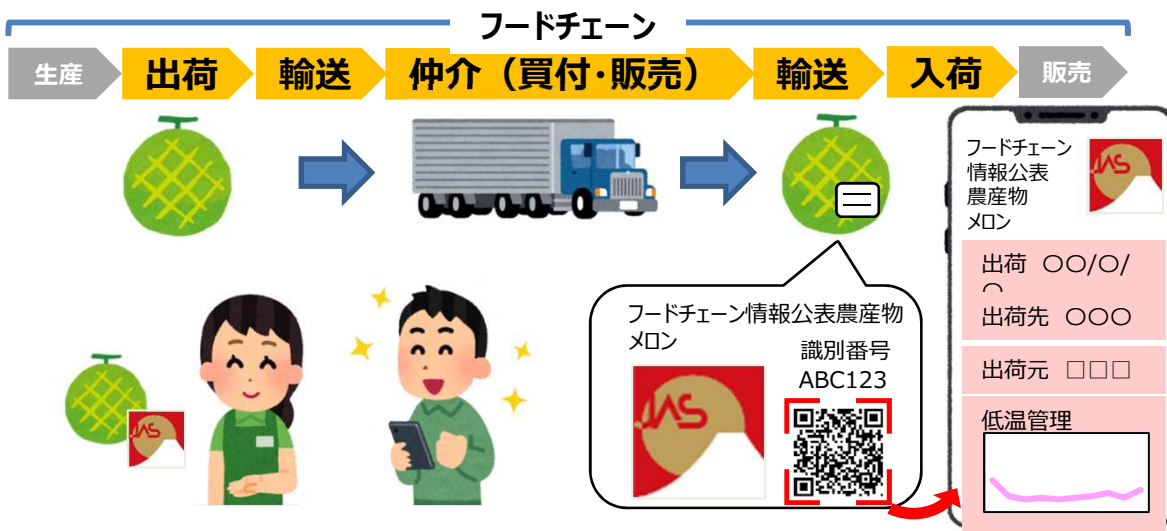 フードチェーン
生産
出荷
輸送
仲介（買付・販売）
輸送
入荷
販売
フードチェーン
情報公表
農産物
メロン
JAS
出荷 〇〇/〇/
〇
出荷先 〇〇〇
出荷元 □□□
低温管理
フードチェーン情報公表農産物
メロン
識別番号
ABC123
JAS
JAS